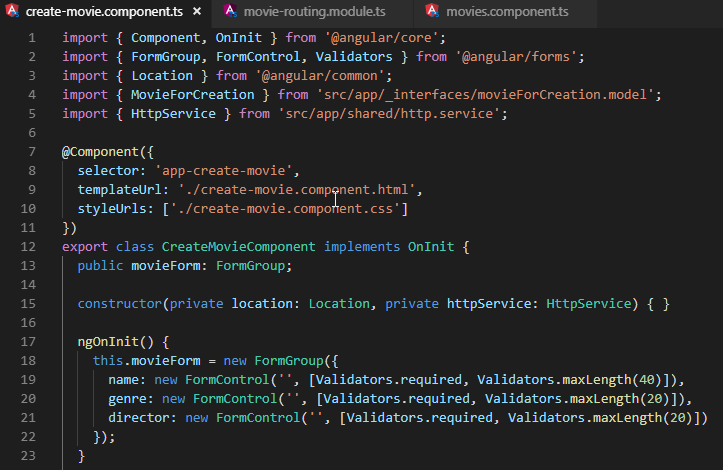 create-movie.component.ts × movie-routing.module.ts movies.component.ts
1 import { Component, OnInit } from '@angular/core';
2 import { FormGroup, FormControl, Validators } from '@angular/forms';
3 import { Location } from '@angular/common';
4 import { MovieForCreation } from 'src/app/_interfaces/movieForCreation.model';
5 import { HttpService } from 'src/app/shared/http.service';
6
7 @Component({
8   selector: 'app-create-movie',
9   templateUrl: './create-movie.component.html',
10   styleUrls: ['./create-movie.component.css']
11 })
12 export class CreateMovieComponent implements OnInit {
13   public movieForm: FormGroup;
14
15   constructor(private location: Location, private httpService: HttpService) { }
16
17   ngOnInit() {
18     this.movieForm = new FormGroup({
19       name: new FormControl('', [Validators.required, Validators.maxLength(40)]),
20       genre: new FormControl('', [Validators.required, Validators.maxLength(20)]),
21       director: new FormControl('', [Validators.required, Validators.maxLength(20)])
22     });
23   }